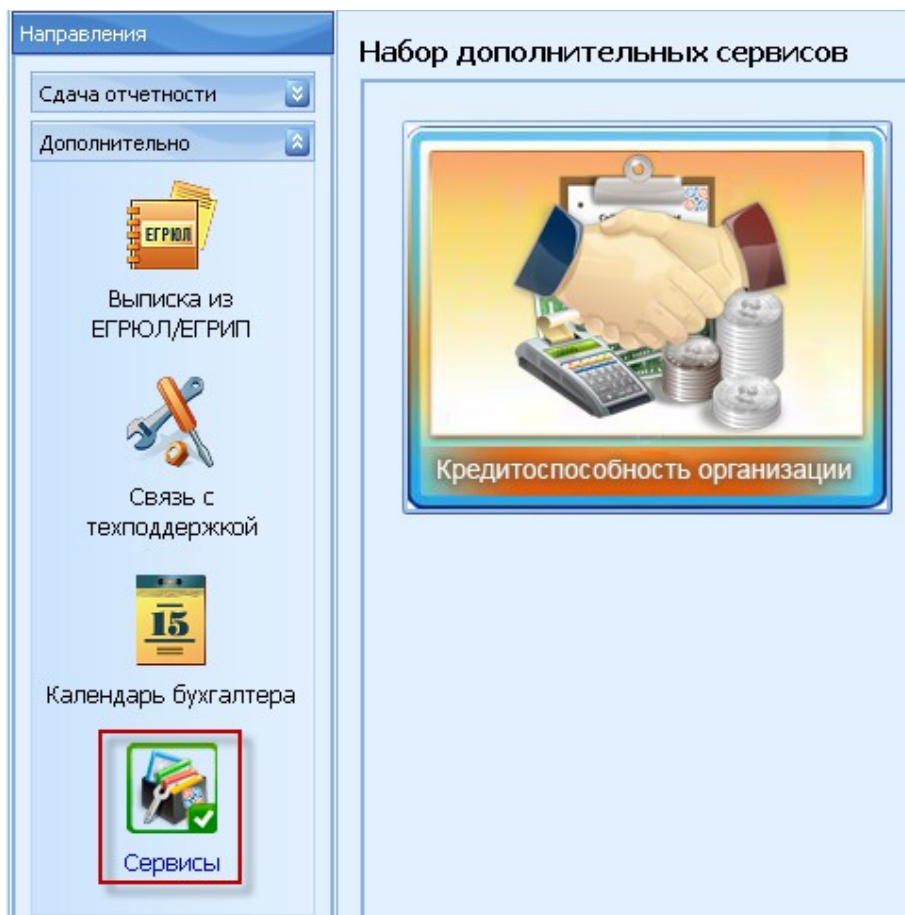 Направления
Сдача отчетности
Дополнительно
ЕГРЮЛ
Выписка из
ЕГРЮЛ/ЕГРИП
Связь с
техподдержкой
15
Календарь бухгалтера
Сервисы
Набор дополнительных сервисов
Кредитоспособность организации